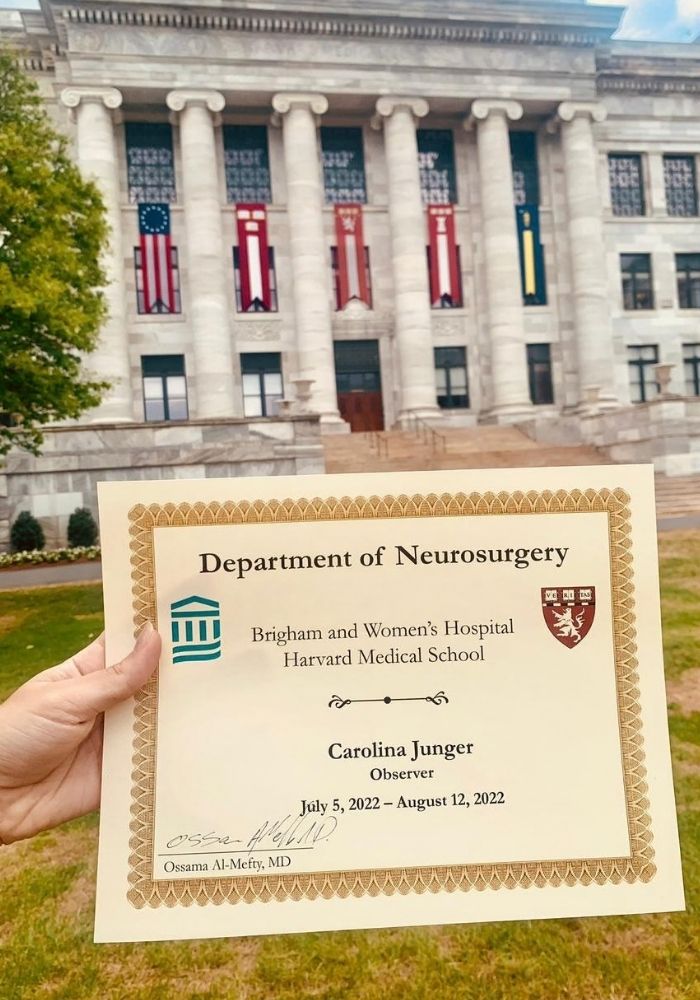 Department of Neurosurgery
VE RI TAS
Brigham and Women's Hospital
Harvard Medical School
Carolina Junger
Observer
July 5, 2022 – August 12, 2022
Ossama Al-Mefty, MD